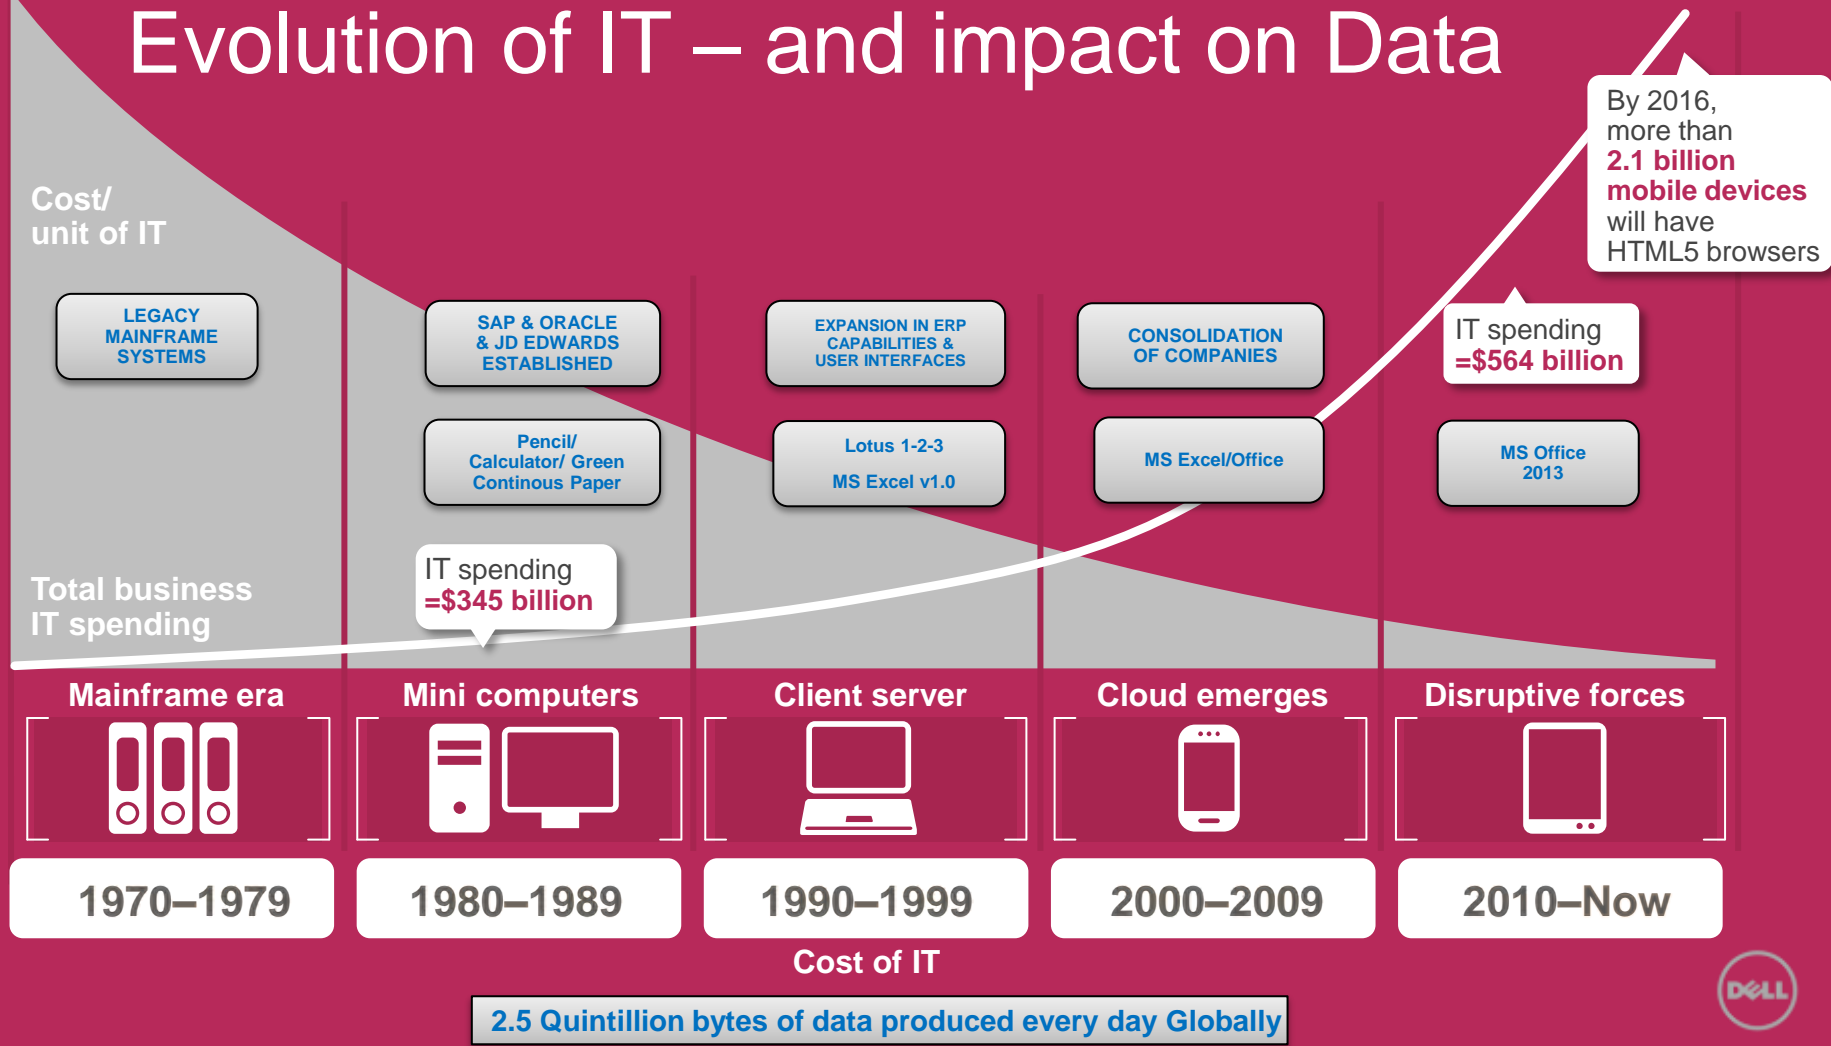 Evolution of IT – and impact on Data
By 2016,
more than
2.1 billion
mobile devices
will have
HTML5 browsers
Cost/
unit of IT
LEGACY
MAINFRAME
SYSTEMS
SAP & ORACLE
& JD EDWARDS
ESTABLISHED
EXPANSION IN ERP
CAPABILITIES &
USER INTERFACES
CONSOLIDATION
OF COMPANIES
IT spending
=$564 billion
Pencil/
Calculator/ Green
Continous Paper
Lotus 1-2-3
MS Excel v1.0
MS Excel/Office
MS Office
2013
Total business
IT spending
IT spending
=$345 billion
Mainframe era
Mini computers
Client server
Cloud emerges
Disruptive forces
1970–1979
1980–1989
1990–1999
2000–2009
2010–Now
Cost of IT
DELL
2.5 Quintillion bytes of data produced every day Globally